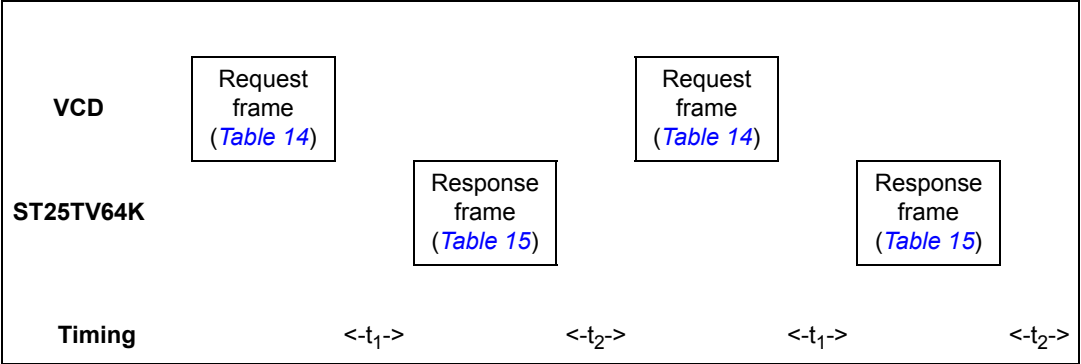 Request
frame
(Table 14)
Request
frame
(Table 14)
VCD
Response
frame
(Table 15)
Response
frame
(Table 15)
ST25TV64K
Timing <-t1-> <-t2-> <-t1-> <-t2->